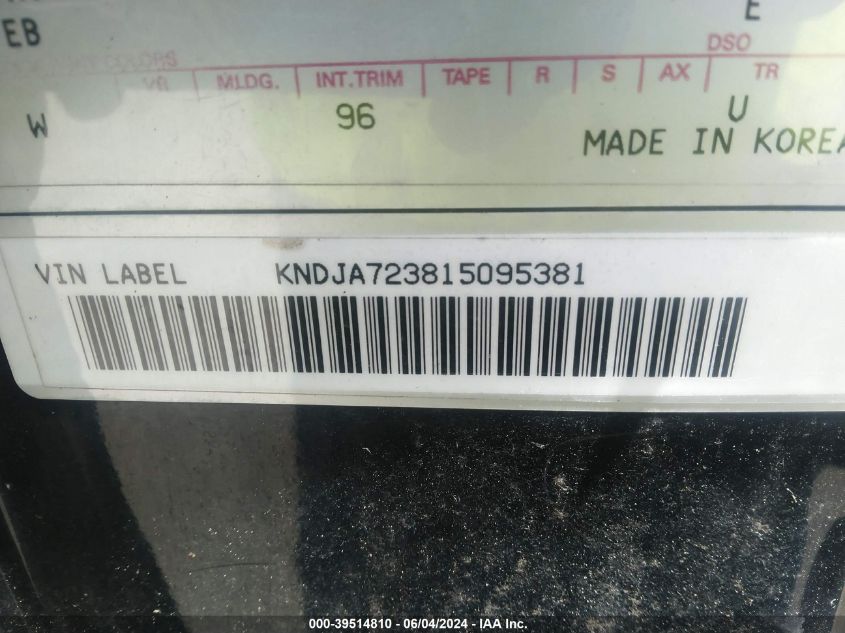 E
EB
DSO
COLORS
MLDG. INT.TRIM TAPE R S AX TR
W 96 U
MADE IN KOREA
VIN LABEL KNDJA723815095381
000-39514810 - 06/04/2024 - IAA Inc.